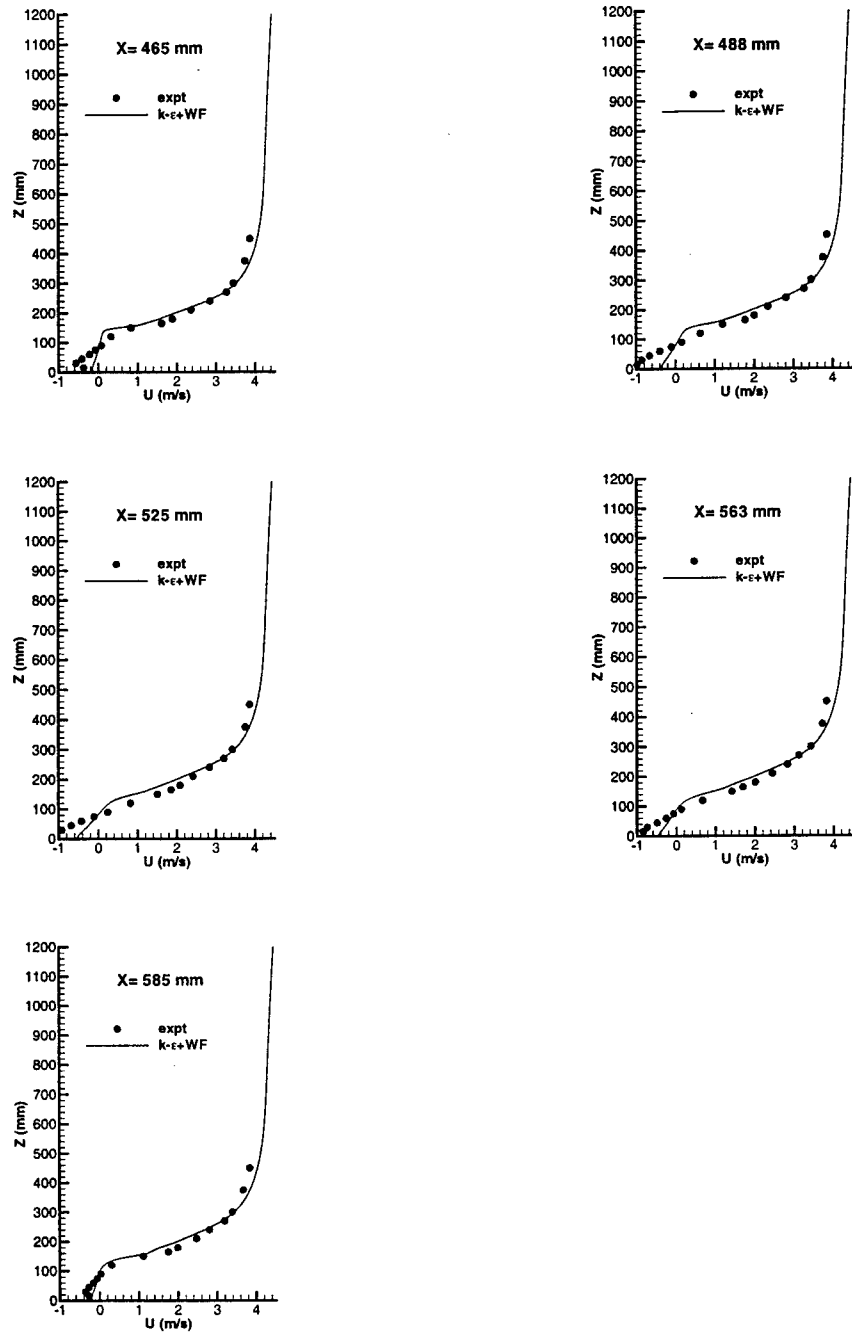 1200
1100
1000
900
800
700
600
500
400
300
200
100
0
Z (mm)
X= 465 mm
expt
k-ε+WF
-1 0 1 2 3 4
U (m/s)
1200
1100
1000
900
800
700
600
500
400
300
200
100
0
Z (mm)
X= 488 mm
expt
k-ε+WF
-1 0 1 2 3 4
U (m/s)
1200
1100
1000
900
800
700
600
500
400
300
200
100
0
Z (mm)
X= 525 mm
expt
k-ε+WF
-1 0 1 2 3 4
U (m/s)
1200
1100
1000
900
800
700
600
500
400
300
200
100
0
Z (mm)
X= 563 mm
expt
k-ε+WF
-1 0 1 2 3 4
U (m/s)
1200
1100
1000
900
800
700
600
500
400
300
200
100
0
Z (mm)
X= 585 mm
expt
k-ε+WF
-1 0 1 2 3 4
U (m/s)